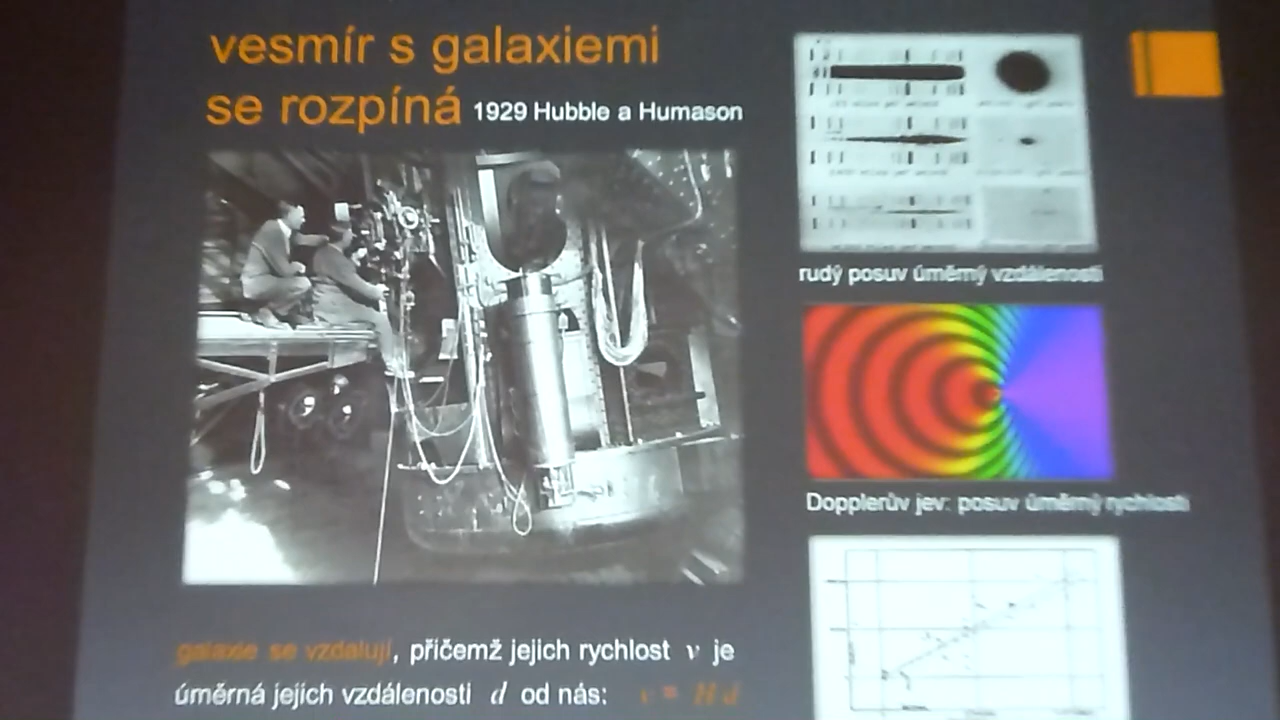 vesmír s galaxiemi
se rozpíná 1929 Hubble a Humason
rudý posuv úměrný vzdálenosti
Dopplerův jev: posuv úměrný rychlosti
galaxie se vzdalují, přičemž jejich rychlost v je
úměrná jejich vzdálenosti d od nás: v = H d